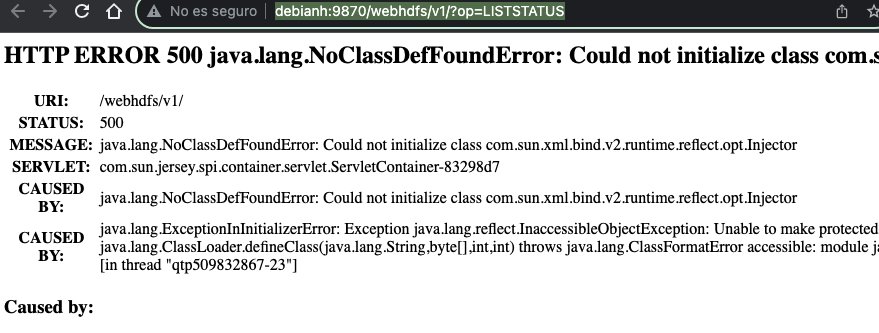 No es seguro | debianh:9870/webhdfs/v1/?op=LISTSTATUS
HTTP ERROR 500 java.lang.NoClassDefFoundError: Could not initialize class com.s
URI: /webhdfs/v1/
STATUS: 500
MESSAGE: java.lang.NoClassDefFoundError: Could not initialize class com.sun.xml.bind.v2.runtime.reflect.opt.Injector
SERVLET: com.sun.jersey.spi.container.servlet.ServletContainer-83298d7
CAUSED BY: java.lang.NoClassDefFoundError: Could not initialize class com.sun.xml.bind.v2.runtime.reflect.opt.Injector
CAUSED BY: java.lang.ExceptionInInitializerError: Exception java.lang.reflect.InaccessibleObjectException: Unable to make protected
java.lang.ClassLoader.defineClass(java.lang.String,byte[],int,int) throws java.lang.ClassFormatError accessible: module ja
[in thread "qtp509832867-23"]
Caused by: